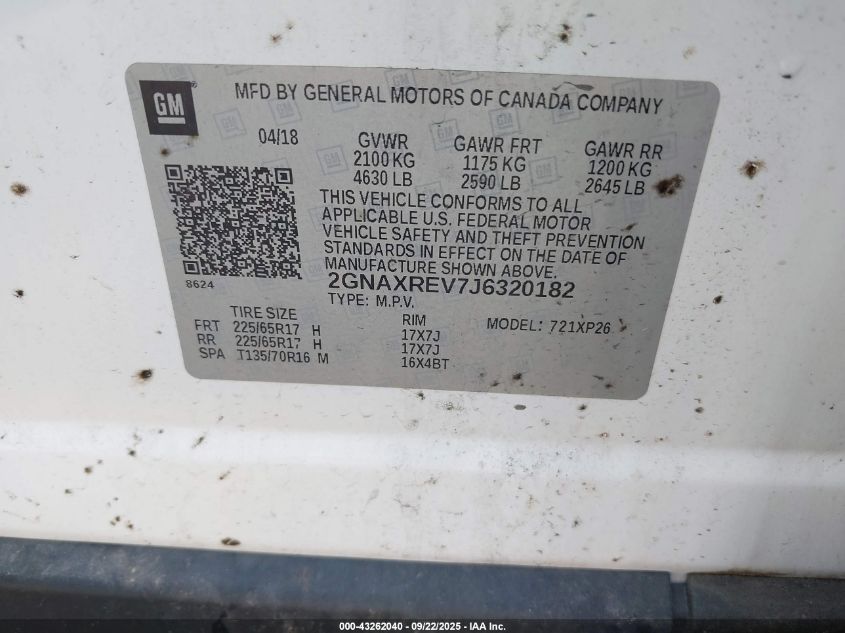 GM
MFD BY GENERAL MOTORS OF CANADA COMPANY
04/18 GVWR GAWR FRT GAWR RR
2100 KG 1175 KG 1200 KG
4630 LB 2590 LB 2645 LB
THIS VEHICLE CONFORMS TO ALL
APPLICABLE U.S. FEDERAL MOTOR
VEHICLE SAFETY AND THEFT PREVENTION
STANDARDS IN EFFECT ON THE DATE OF
MANUFACTURE SHOWN ABOVE.
8624
2GNAXREV7J6320182
TYPE: M.P.V.
TIRE SIZE RIM MODEL: 721XP26
FRT 225/65R17 H 17X7J
RR 225/65R17 H 17X7J
SPA T135/70R16 M 16X4BT
000-43262040 - 09/22/2025 - IAA Inc.